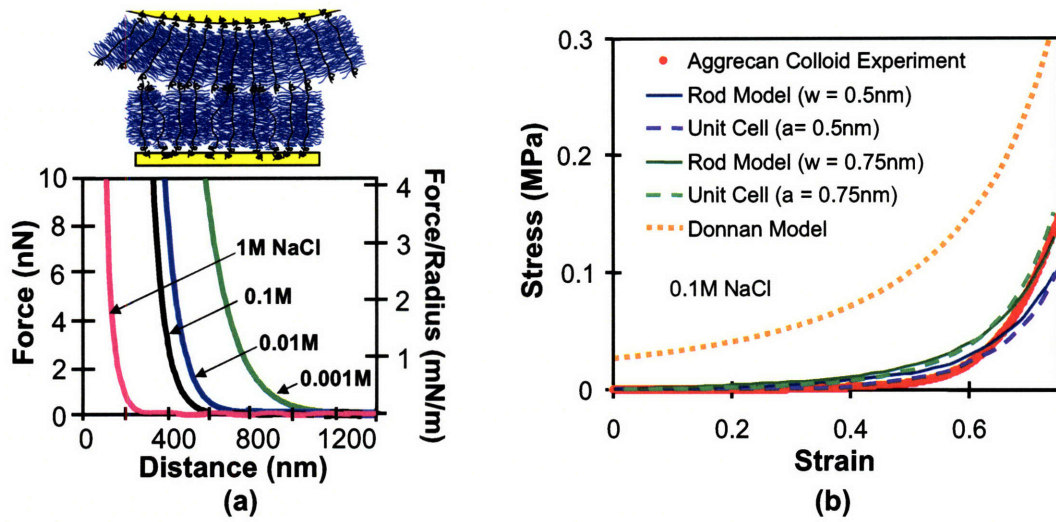 10
8
6
4
2
0
Force (nN)
1M NaCl
0.1M
0.01M
0.001M
4
3
2
1
0
Force/Radius (mN/m)
0 400 800 1200
Distance (nm)
(a)
0.3
0.2
0.1
0
Stress (MPa)
Aggrecan Colloid Experiment
Rod Model (w = 0.5nm)
Unit Cell (a= 0.5nm)
Rod Model (w = 0.75nm)
Unit Cell (a = 0.75nm)
Donnan Model
0.1M NaCl
0 0.2 0.4 0.6
Strain
(b)